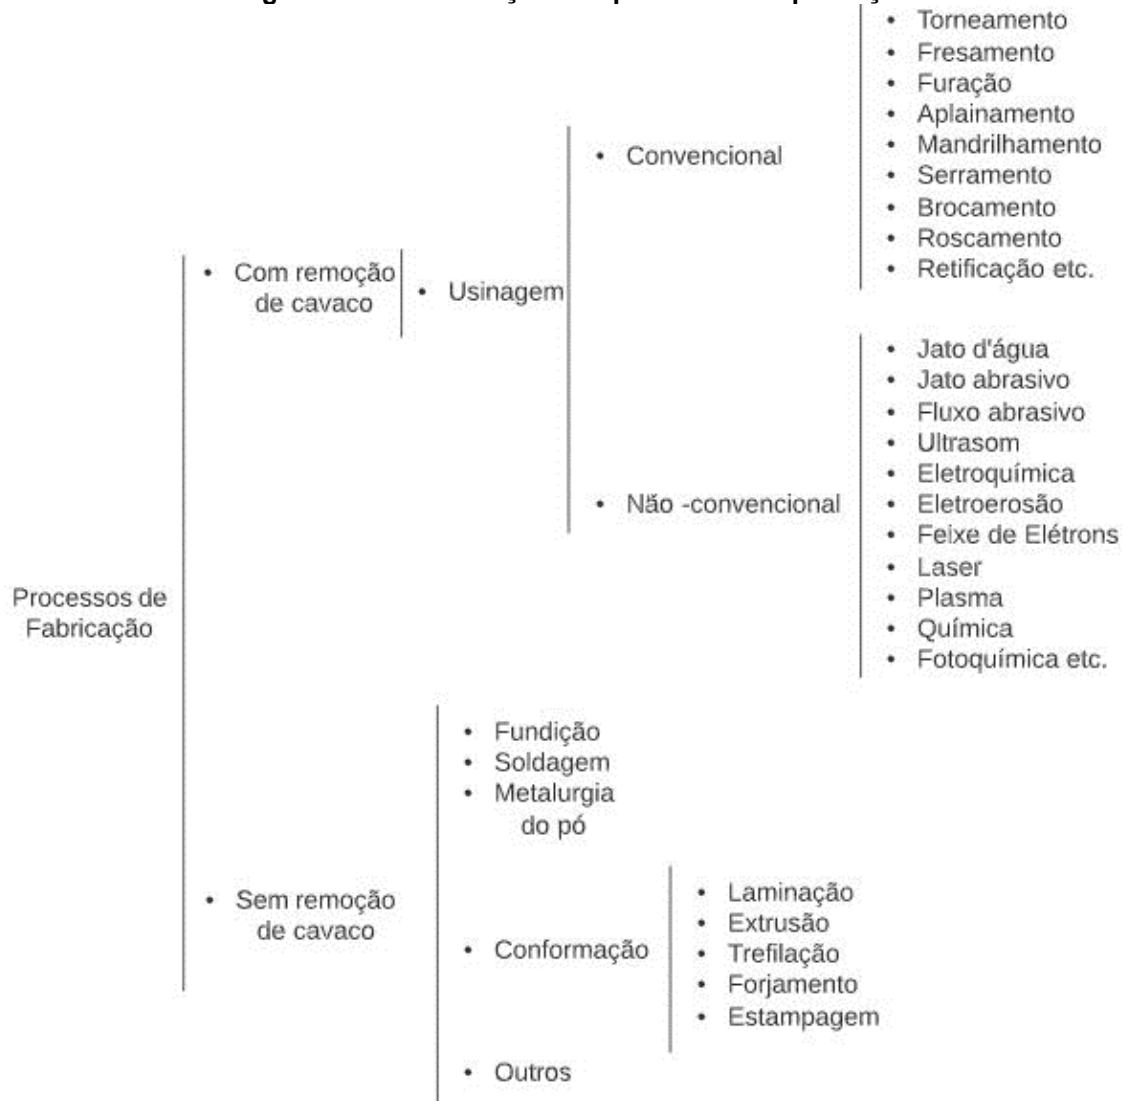 Processos de
Fabricação
• Com remoção
de cavaco
• Usinagem
• Convencional
• Torneamento
• Fresamento
• Furação
• Aplainamento
• Mandrilhamento
• Serramento
• Brocamento
• Roscamento
• Retificação etc.
• Não -convencional
• Jato d'água
• Jato abrasivo
• Fluxo abrasivo
• Ultrasom
• Eletroquímica
• Eletroerosão
• Feixe de Elétrons
• Laser
• Plasma
• Química
• Fotoquímica etc.
• Sem remoção
de cavaco
• Fundição
• Soldagem
• Metalurgia
do pó
• Conformação
• Laminação
• Extrusão
• Trefilação
• Forjamento
• Estampagem
• Outros